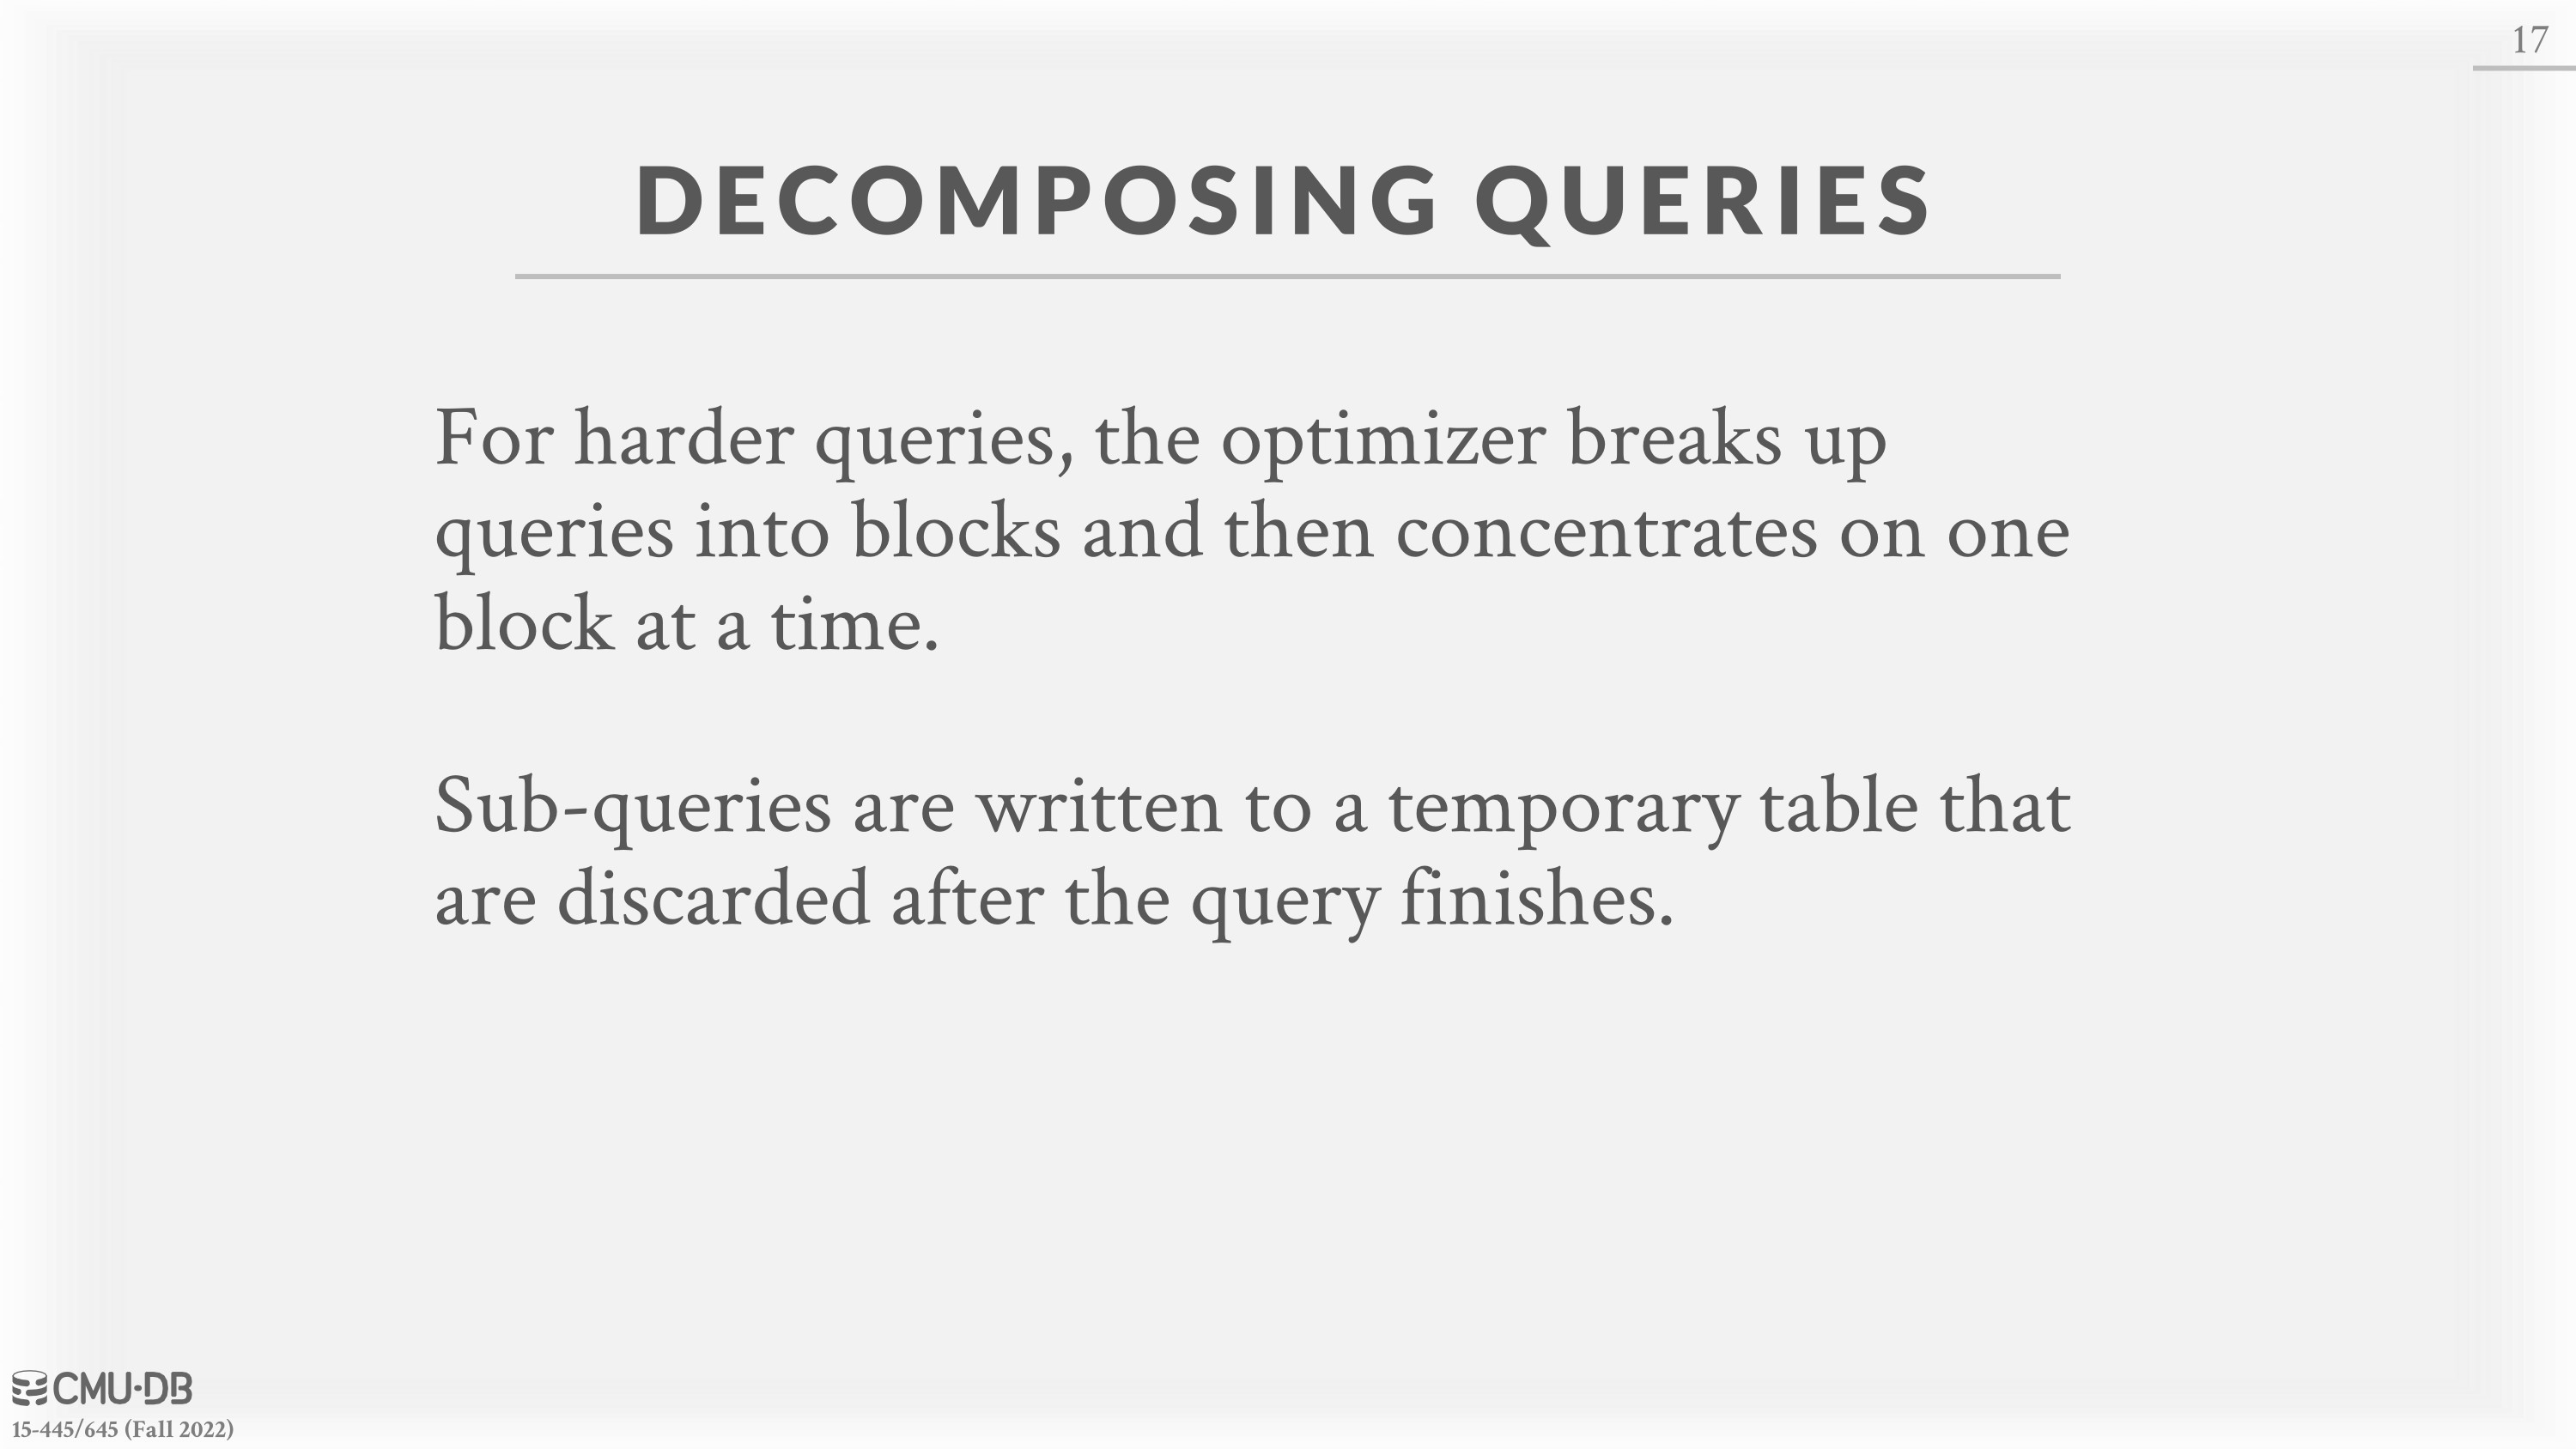 17
DECOMPOSING QUERIES
For harder queries, the optimizer breaks up
queries into blocks and then concentrates on one
block at a time.
Sub-queries are written to a temporary table that
are discarded after the query finishes.
CMU·DB
15-445/645 (Fall 2022)